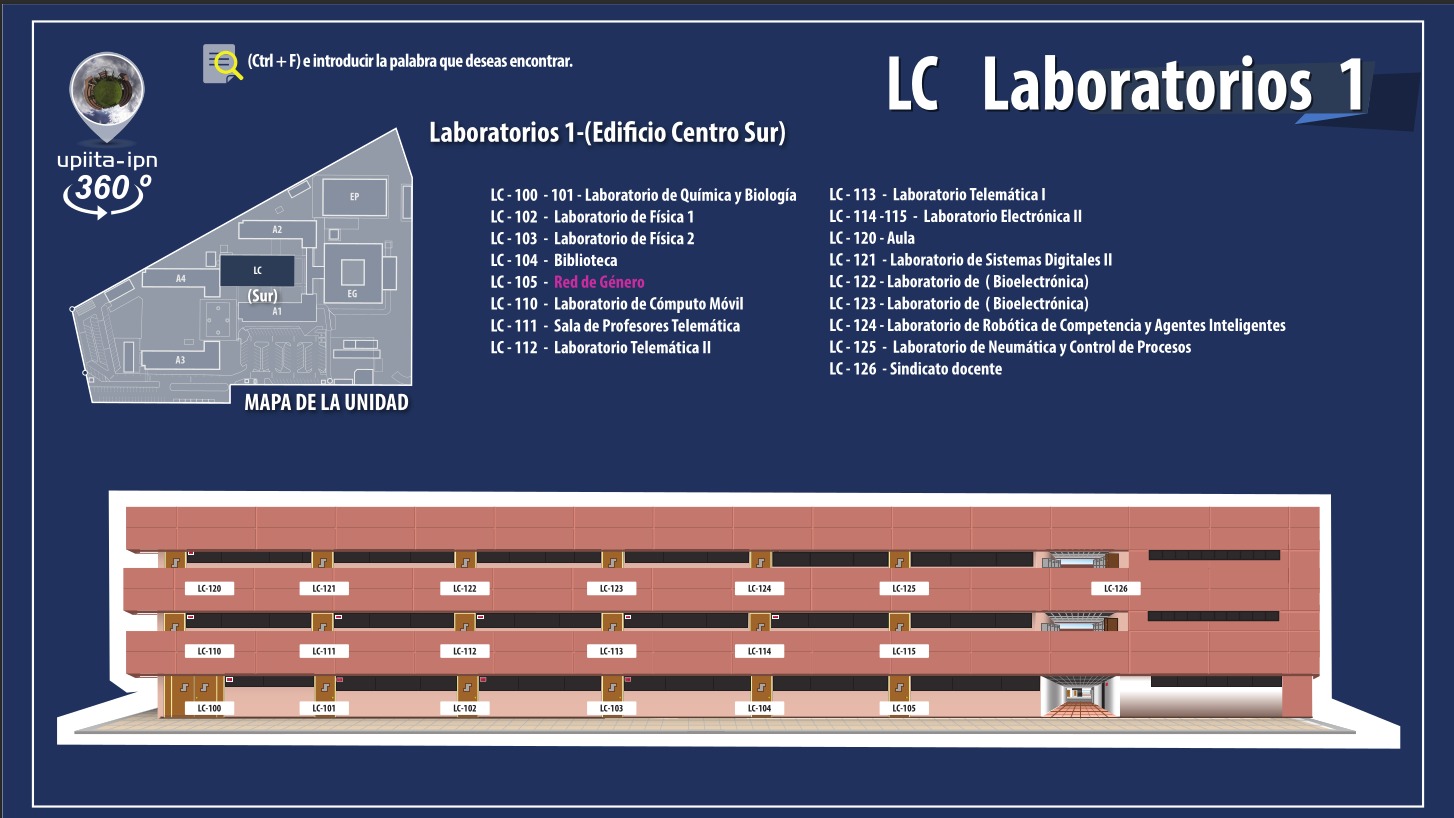 (Ctrl + F) e introducir la palabra que deseas encontrar.
LC Laboratorios 1
upiita-ipn
360º
Laboratorios 1-(Edificio Centro Sur)
LC - 100 - 101 - Laboratorio de Química y Biología
LC - 102 - Laboratorio de Física 1
LC - 103 - Laboratorio de Física 2
LC - 104 - Biblioteca
LC - 105 - Red de Género
LC - 110 - Laboratorio de Cómputo Móvil
LC - 111 - Sala de Profesores Telemática
LC - 112 - Laboratorio Telemática II
LC - 113 - Laboratorio Telemática I
LC - 114 -115 - Laboratorio Electrónica II
LC - 120 - Aula
LC - 121 - Laboratorio de Sistemas Digitales II
LC - 122 - Laboratorio de ( Bioelectrónica)
LC - 123 - Laboratorio de ( Bioelectrónica)
LC - 124 - Laboratorio de Robótica de Competencia y Agentes Inteligentes
LC - 125 - Laboratorio de Neumática y Control de Procesos
LC - 126 - Sindicato docente
EP
A2
LC
A4
(Sur)
EG
A1
A3
MAPA DE LA UNIDAD
LC-120 LC-121 LC-122 LC-123 LC-124 LC-125 LC-126
LC-110 LC-111 LC-112 LC-113 LC-114 LC-115
LC-100 LC-101 LC-102 LC-103 LC-104 LC-105